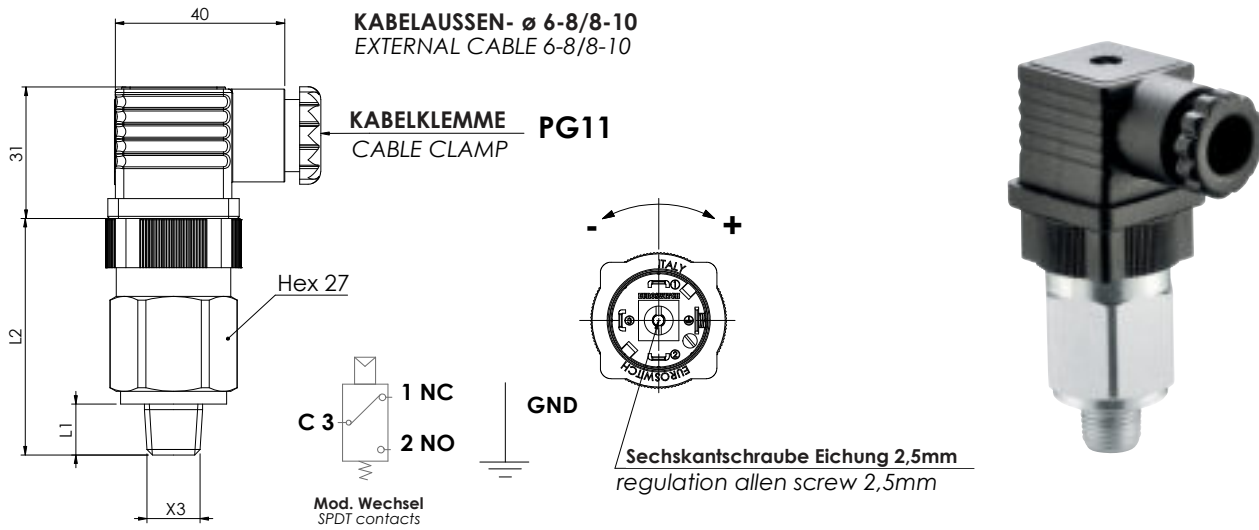 40
KABELAUSSEN- ø 6-8/8-10
EXTERNAL CABLE 6-8/8-10
31
KABELKLEMME
CABLE CLAMP
PG11
- +
ITALY
1
2
EUROSWITCH
Hex 27
L2
L1
X3
C 3
1 NC
2 NO
GND
Mod. Wechsel
SPDT contacts
Sechskantschraube Eichung 2,5mm
regulation allen screw 2,5mm